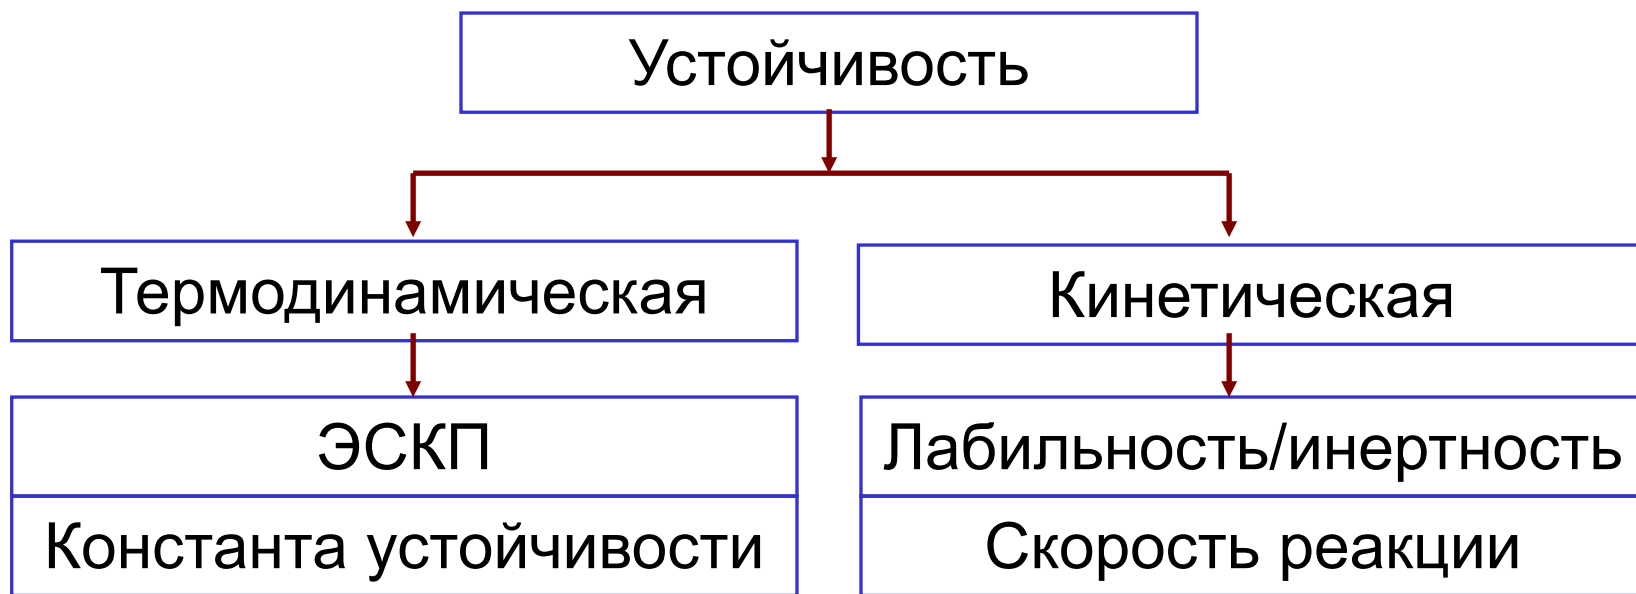 Устойчивость
Термодинамическая
Кинетическая
ЭСКП
Лабильность/инертность
Константа устойчивости
Скорость реакции